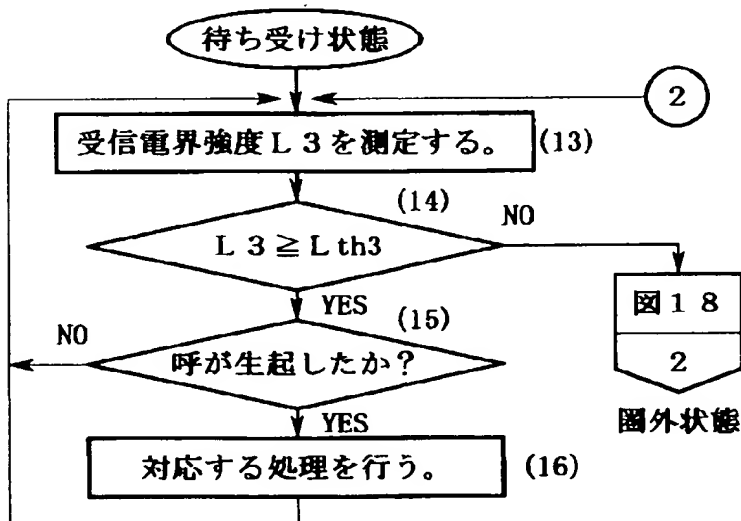 待ち受け状態
2
受信電界強度L3を測定する。
(13)
(14)
L3≧Lth3
NO
YES
図18
2
圏外状態
(15)
呼が生起したか?
NO
YES
対応する処理を行う。
(16)